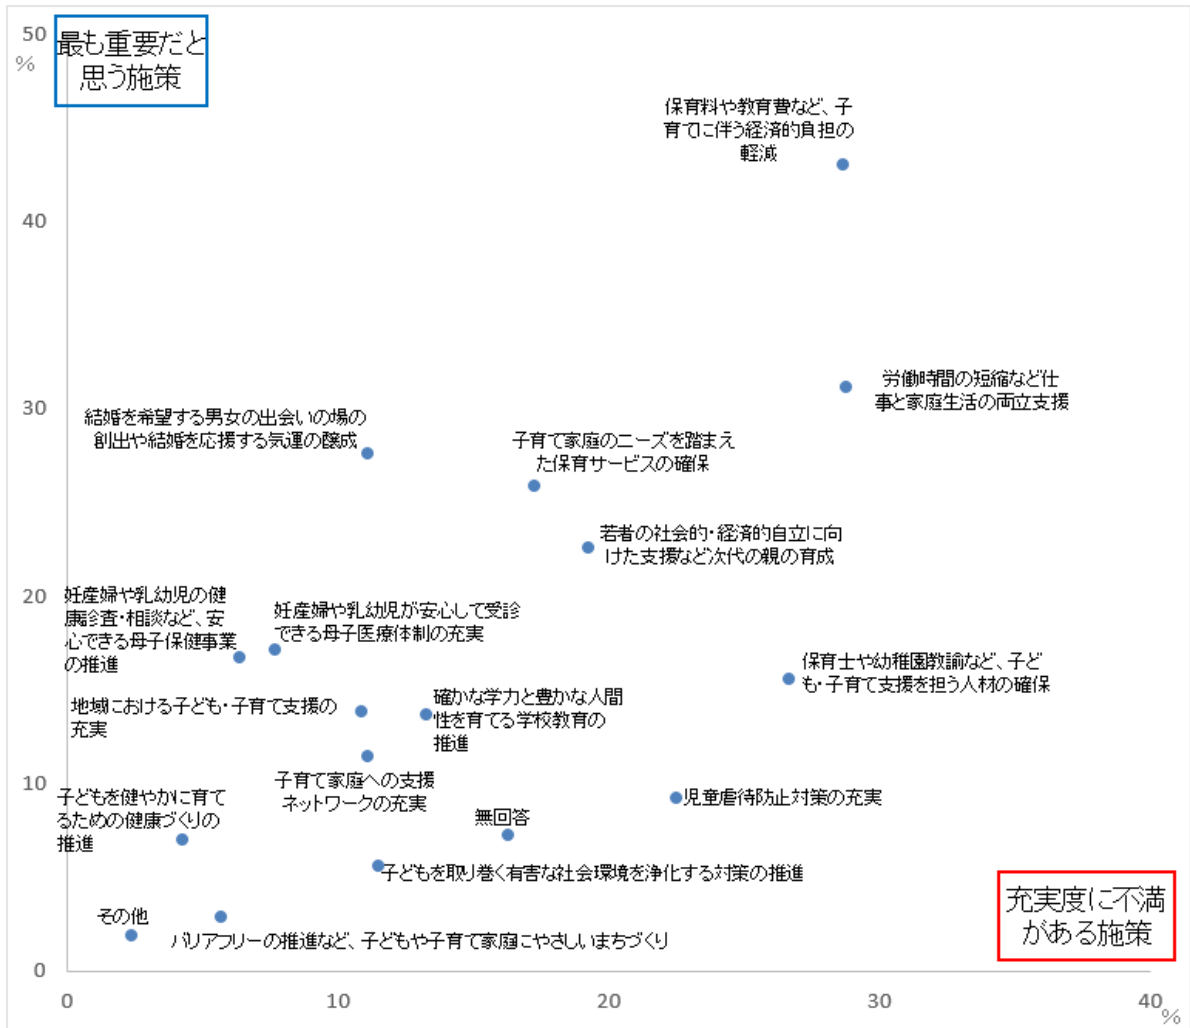 50
%
最も重要だと
思う施策
保育料や教育費など、子
育てに伴う経済的負担の
軽減
40
労働時間の短縮など仕
事と家庭生活の両立支援
30
結婚を希望する男女の出会いの場の
創出や結婚を応援する気運の醸成
子育て家庭のニーズを踏まえ
た保育サービスの確保
若者の社会的・経済的自立に向
けた支援など次代の親の育成
20
妊産婦や乳幼児の健
康診査・相談など、安
心できる母子保健事業
の推進
妊産婦や乳幼児が安心して受診
できる母子医療体制の充実
保育士や幼稚園教諭など、子ど
も・子育て支援を担う人材の確保
地域における子ども・子育て支援の
充実
確かな学力と豊かな人間
性を育てる学校教育の
推進
10
子育て家庭への支援
ネットワークの充実
児童虐待防止対策の充実
子どもを健やかに育て
るための健康づくりの
推進
無回答
子どもを取り巻く有害な社会環境を浄化する対策の推進
その他
バリアフリーの推進など、子どもや子育て家庭にやさしいまちづくり
充実度に不満
がある施策
0
0
10
20
30
40
%